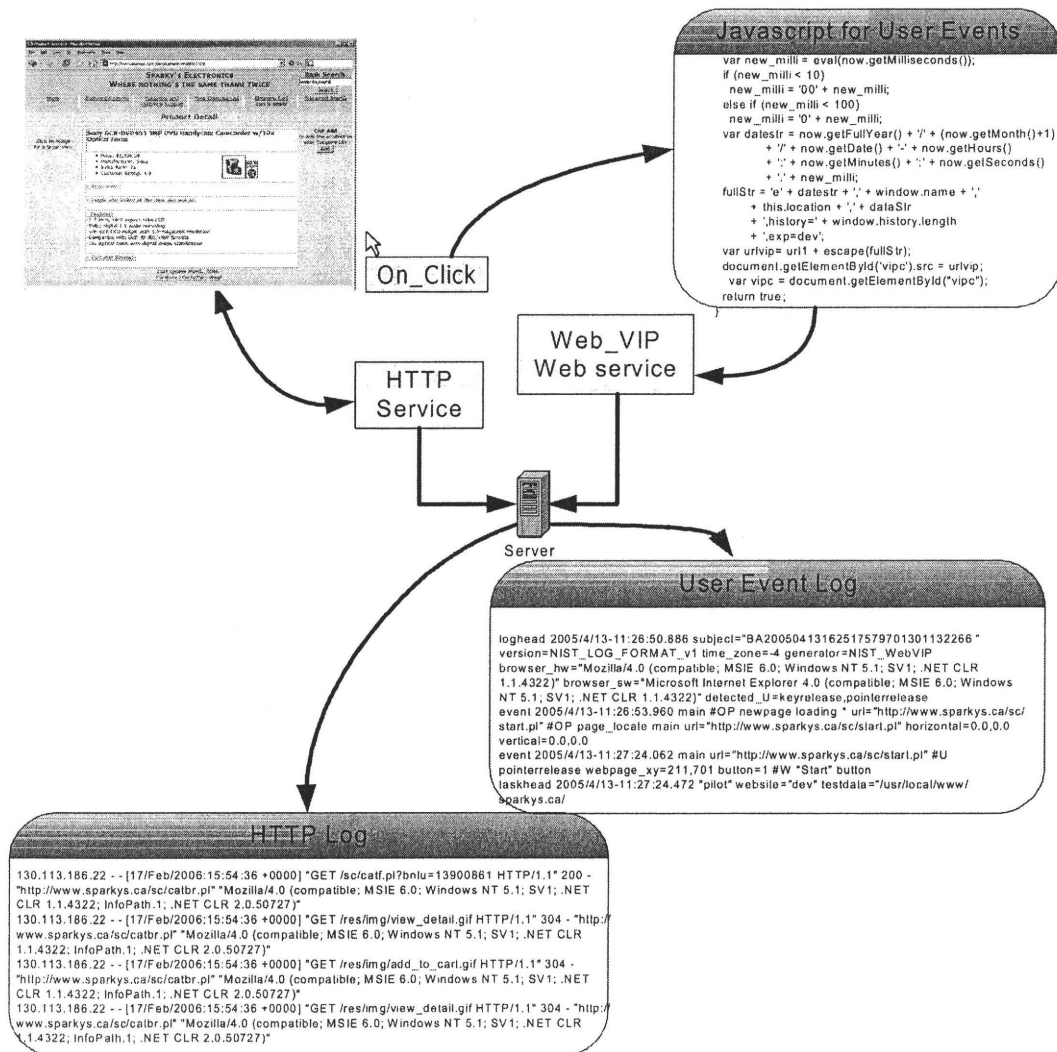 SPARKY'S ELECTRONICS
WHERE NOTHING'S THE SAME THAN TWICE
Product Detail
On_Click
Javascript for User Events
var new_milli = eval(now.getMilliseconds());
if (new_milli < 10)
new_milli = '00' + new_milli;
else if (new_milli < 100)
new_milli = '0' + new_milli;
var datestr = now.getFullYear() + '/' + (now.getMonth()+1)
+ '/' + now.getDate() + '-' + now.getHours()
+ ':' + now.getMinutes() + ':' + now.getSeconds()
+ '.' + new_milli;
fullStr = 'e' + datestr + ',' + window.name + ','
+ this.location + ',' + dataStr
+ ',history=' + window.history.length
+ ',exp=dev';
var urlvip= url1 + escape(fullStr);
document.getElementById('vipc').src = urlvip;
var vipc = document.getElementById("vipc");
return true;
}
HTTP
Service
Web_VIP
Web service
Server
User Event Log
loghead 2005/4/13-11:26:50.886 subject="BA20050413162517579701301132266 "
version=NIST_LOG_FORMAT_v1 time_zone=-4 generator=NIST_WebVIP
browser_hw="Mozilla/4.0 (compatible; MSIE 6.0; Windows NT 5.1; SV1; .NET CLR
1.1.4322)" browser_sw="Microsoft Internet Explorer 4.0 (compatible; MSIE 6.0; Windows
NT 5.1; SV1; .NET CLR 1.1.4322)" detected_U=keyrelease,pointerrelease
event 2005/4/13-11:26:53.960 main #OP newpage loading * url="http://www.sparkys.ca/sc/
start.pl" #OP page_locate main url="http://www.sparkys.ca/sc/start.pl" horizontal=0.0,0.0
vertical=0.0,0.0
event 2005/4/13-11:27:24.062 main url="http://www.sparkys.ca/sc/start.pl" #U
pointerrelease webpage_xy=211,701 button=1 #W "Start" button
taskhead 2005/4/13-11:27:24.472 "pilot" website="dev" testdata="/usr/local/www/
sparkys.ca/
HTTP Log
130.113.186.22 - - [17/Feb/2006:15:54:36 +0000] "GET /sc/catf.pl?bnlu=13900861 HTTP/1.1" 200 -
"http://www.sparkys.ca/sc/catbr.pl" "Mozilla/4.0 (compatible; MSIE 6.0; Windows NT 5.1; SV1; .NET
CLR 1.1.4322; InfoPath.1; .NET CLR 2.0.50727)"
130.113.186.22 - - [17/Feb/2006:15:54:36 +0000] "GET /res/img/view_detail.gif HTTP/1.1" 304 - "http://
www.sparkys.ca/sc/catbr.pl" "Mozilla/4.0 (compatible; MSIE 6.0; Windows NT 5.1; SV1; .NET CLR
1.1.4322; InfoPath.1; .NET CLR 2.0.50727)"
130.113.186.22 - - [17/Feb/2006:15:54:36 +0000] "GET /res/img/add_to_cart.gif HTTP/1.1" 304 -
"http://www.sparkys.ca/sc/catbr.pl" "Mozilla/4.0 (compatible; MSIE 6.0; Windows NT 5.1; SV1; .NET
CLR 1.1.4322; InfoPath.1; .NET CLR 2.0.50727)"
130.113.186.22 - - [17/Feb/2006:15:54:36 +0000] "GET /res/img/view_detail.gif HTTP/1.1" 304 - "http://
www.sparkys.ca/sc/catbr.pl" "Mozilla/4.0 (compatible; MSIE 6.0; Windows NT 5.1; SV1; .NET CLR
1.1.4322; InfoPath.1; .NET CLR 2.0.50727)"